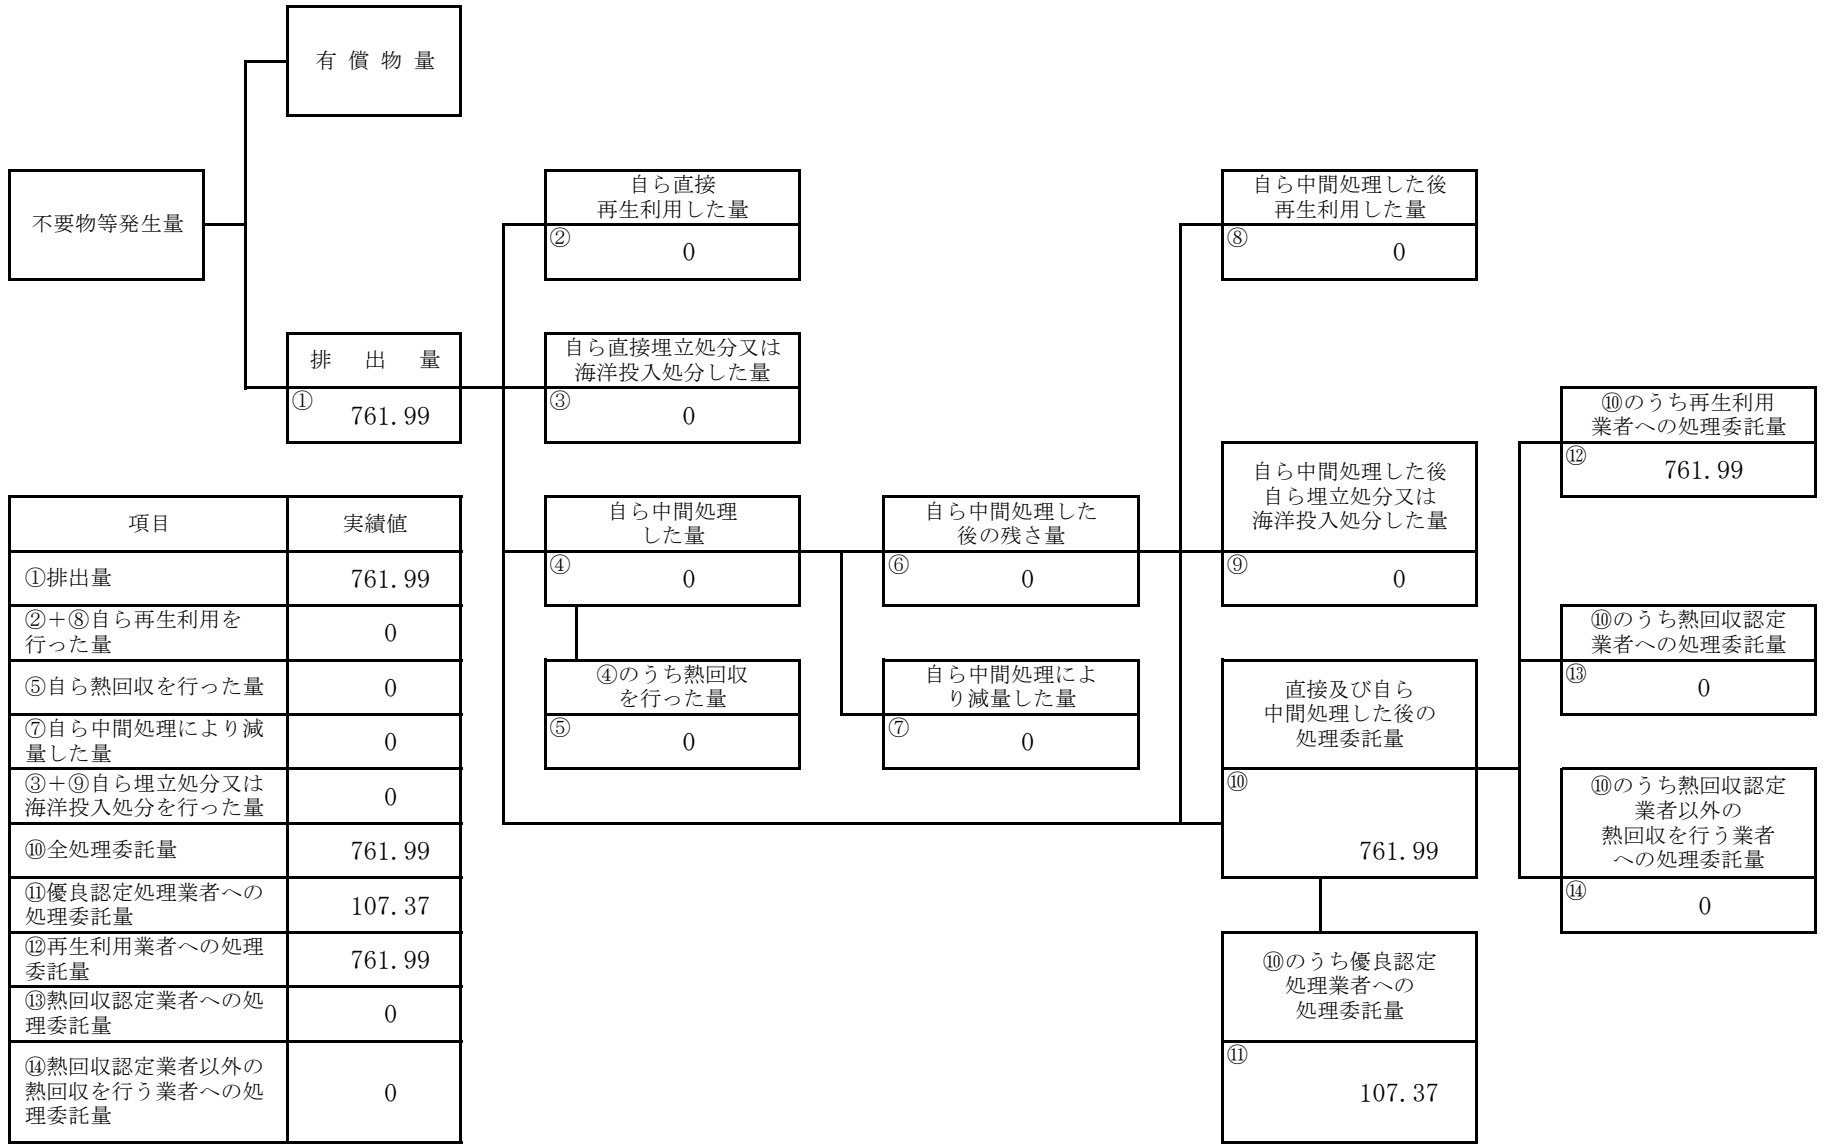 有償物量
不要物等発生量
排出量
①
761.99
自ら直接
再生利用した量
②
0
自ら直接埋立処分又は
海洋投入処分した量
③
0
自ら中間処理
した量
④
0
④のうち熱回収
を行った量
⑤
0
自ら中間処理した
後の残さ量
⑥
0
自ら中間処理によ
り減量した量
⑦
0
自ら中間処理した後
再生利用した量
⑧
0
自ら中間処理した後
自ら埋立処分又は
海洋投入処分した量
⑨
0
直接及び自ら
中間処理した後の
処理委託量
⑩
761.99
⑩のうち優良認定
処理業者への
処理委託量
⑪
107.37
⑩のうち再生利用
業者への処理委託量
⑫
761.99
⑩のうち熱回収認定
業者への処理委託量
⑬
0
⑩のうち熱回収認定
業者以外の
熱回収を行う業者
への処理委託量
⑭
0
項目 実績値
①排出量 761.99
②＋⑧自ら再生利用を
行った量
0
⑤自ら熱回収を行った量 0
⑦自ら中間処理により減
量した量
0
③＋⑨自ら埋立処分又は
海洋投入処分を行った量
0
⑩全処理委託量 761.99
⑪優良認定処理業者への
処理委託量
107.37
⑫再生利用業者への処理
委託量
761.99
⑬熱回収認定業者への処
理委託量
0
⑭熱回収認定業者以外の
熱回収を行う業者への処
理委託量
0